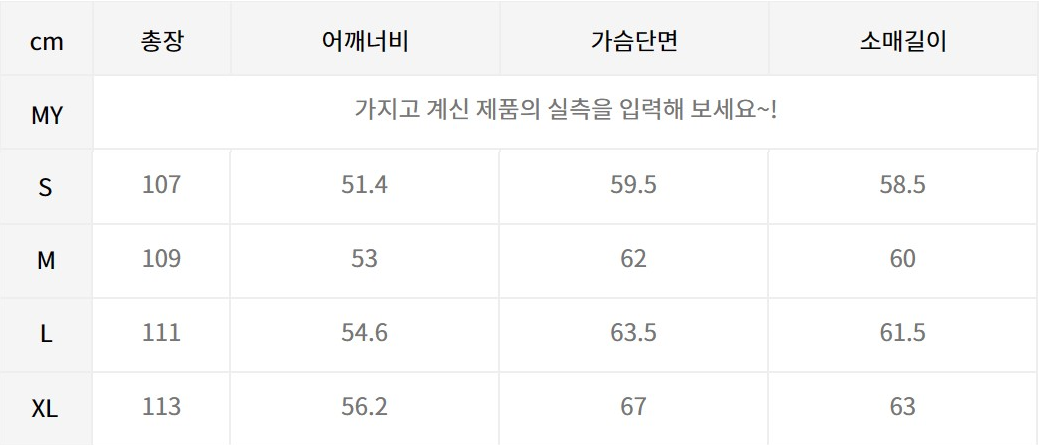 cm 총장 어깨너비 가슴단면 소매길이
MY 가지고 계신 제품의 실측을 입력해 보세요~!
S 107 51.4 59.5 58.5
M 109 53 62 60
L 111 54.6 63.5 61.5
XL 113 56.2 67 63